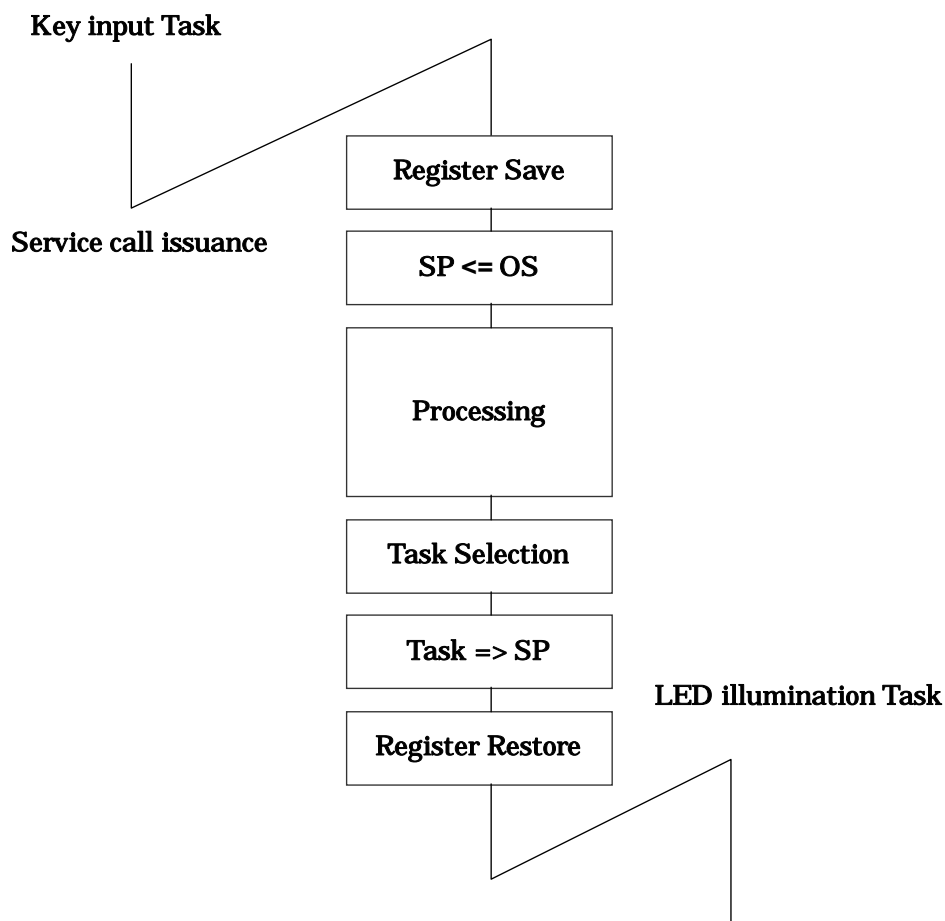 Key input Task
Register Save
Service call issuance
SP <= OS
Processing
Task Selection
Task => SP
LED illumination Task
Register Restore